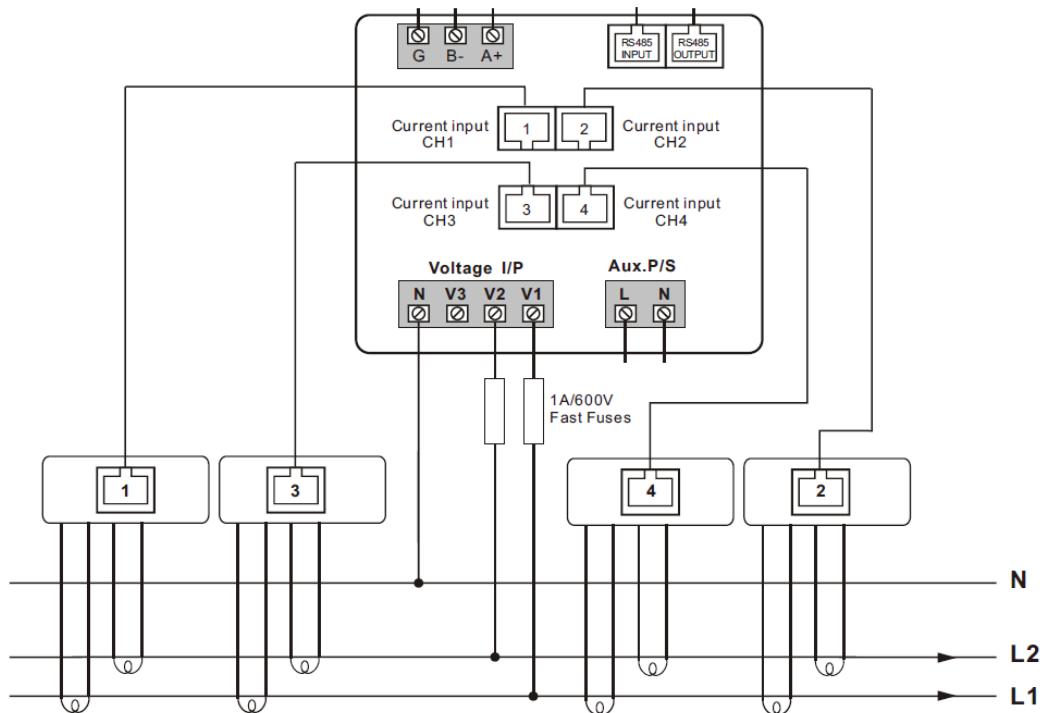 G B- A+
RS485
INPUT
RS485
OUTPUT
Current input
CH1
1
2
Current input
CH2
Current input
CH3
3
4
Current input
CH4
Voltage I/P
N V3 V2 V1
Aux.P/S
L N
1A/600V
Fast Fuses
1
3
4
2
N
L2
L1